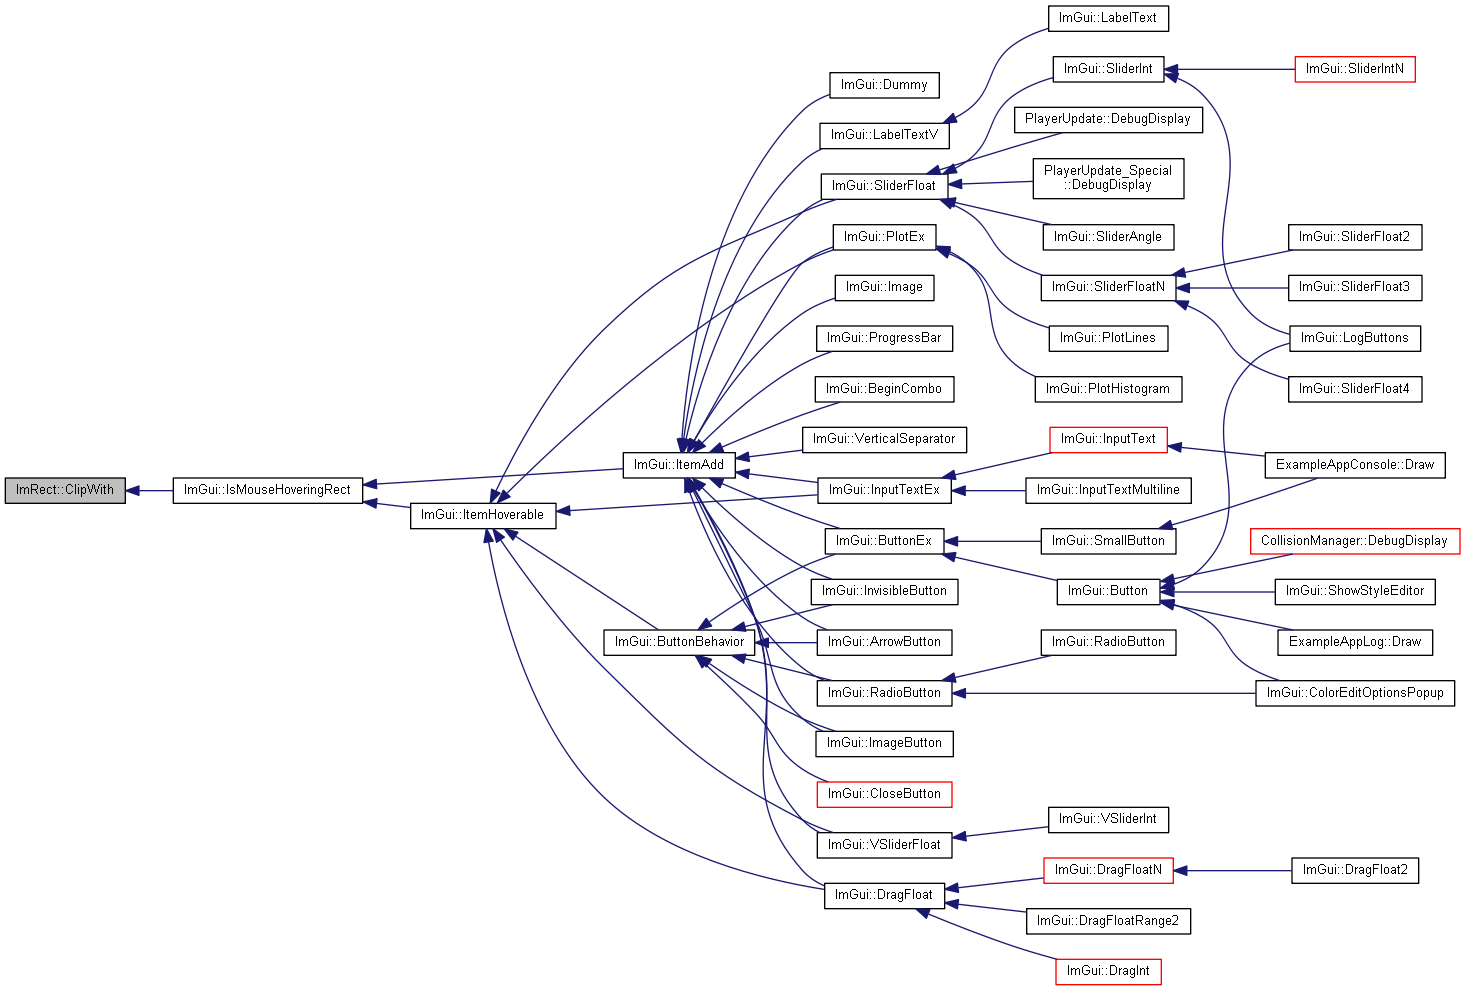 ImRect::ClipWith
ImGui::IsMouseHoveringRect
ImGui::ItemAdd
ImGui::ItemHoverable
ImGui::ButtonBehavior
ImGui::Dummy
ImGui::LabelTextV
ImGui::SliderFloat
ImGui::PlotEx
ImGui::Image
ImGui::ProgressBar
ImGui::BeginCombo
ImGui::VerticalSeparator
ImGui::InputTextEx
ImGui::ButtonEx
ImGui::InvisibleButton
ImGui::ArrowButton
ImGui::RadioButton
ImGui::ImageButton
ImGui::CloseButton
ImGui::VSliderFloat
ImGui::DragFloat
ImGui::LabelText
ImGui::SliderInt
PlayerUpdate::DebugDisplay
PlayerUpdate_Special
::DebugDisplay
ImGui::SliderAngle
ImGui::SliderFloatN
ImGui::PlotLines
ImGui::PlotHistogram
ImGui::InputText
ImGui::InputTextMultiline
ImGui::SmallButton
ImGui::Button
ImGui::RadioButton
ImGui::VSliderInt
ImGui::DragFloatN
ImGui::DragFloatRange2
ImGui::DragInt
ImGui::SliderIntN
ImGui::SliderFloat2
ImGui::SliderFloat3
ImGui::LogButtons
ImGui::SliderFloat4
ExampleAppConsole::Draw
CollisionManager::DebugDisplay
ImGui::ShowStyleEditor
ExampleAppLog::Draw
ImGui::ColorEditOptionsPopup
ImGui::DragFloat2